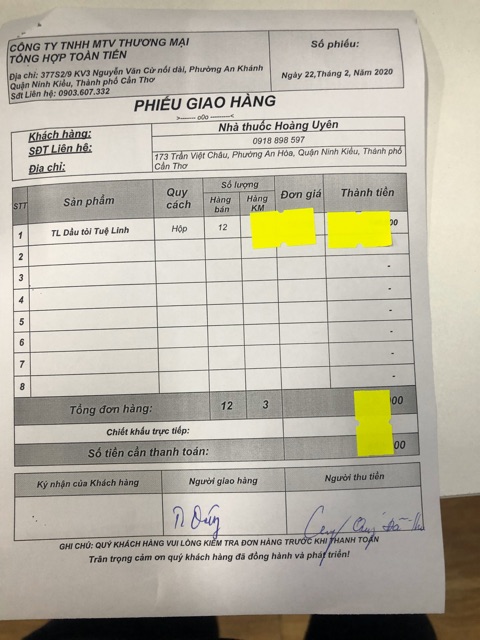 CÔNG TY TNHH MTV THƯƠNG MẠI
TỔNG HỢP TOÀN TIẾN
Địa chỉ: 377S2/9 KV3 Nguyễn Văn Cừ nối dài, Phường An Khánh
Quận Ninh Kiều, Thành phố Cần Thơ
Sđt Liên hệ: 0903.607.332
Số phiếu:
Ngày 22,Tháng 2, Năm 2020
PHIẾU GIAO HÀNG
>------- o0o --------<
Khách hàng: Nhà thuốc Hoàng Uyên
SĐT Liên hệ: 0918 898 597
Địa chỉ: 173 Trần Việt Châu, Phường An Hòa, Quận Ninh Kiều, Thành phố
Cần Thơ
STT Sản phẩm Quy cách Số lượng Hàng bán Hàng KM Đơn giá Thành tiền
1 TL Dầu tỏi Tuệ Linh Hộp 12 00
2
3 -
4 -
5 -
6 -
7 -
8 -
Tổng đơn hàng: 12 3 00
Chiết khấu trực tiếp:
Số tiền cần thanh toán: 00
Ký nhận của Khách hàng Người giao hàng Người thu tiền
GHI CHÚ: QUÝ KHÁCH HÀNG VUI LÒNG KIỂM TRA ĐƠN HÀNG TRƯỚC KHI THANH TOÁN
Trân trọng cảm ơn quý khách hàng đã đồng hành và phát triển!